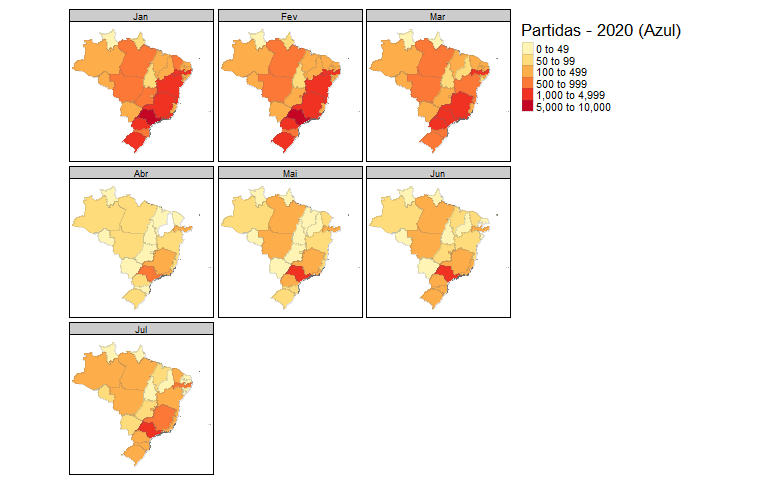 Jan
Fev
Mar
Partidas - 2020 (Azul)
0 to 49
50 to 99
100 to 499
500 to 999
1,000 to 4,999
5,000 to 10,000
Abr
Mai
Jun
Jul